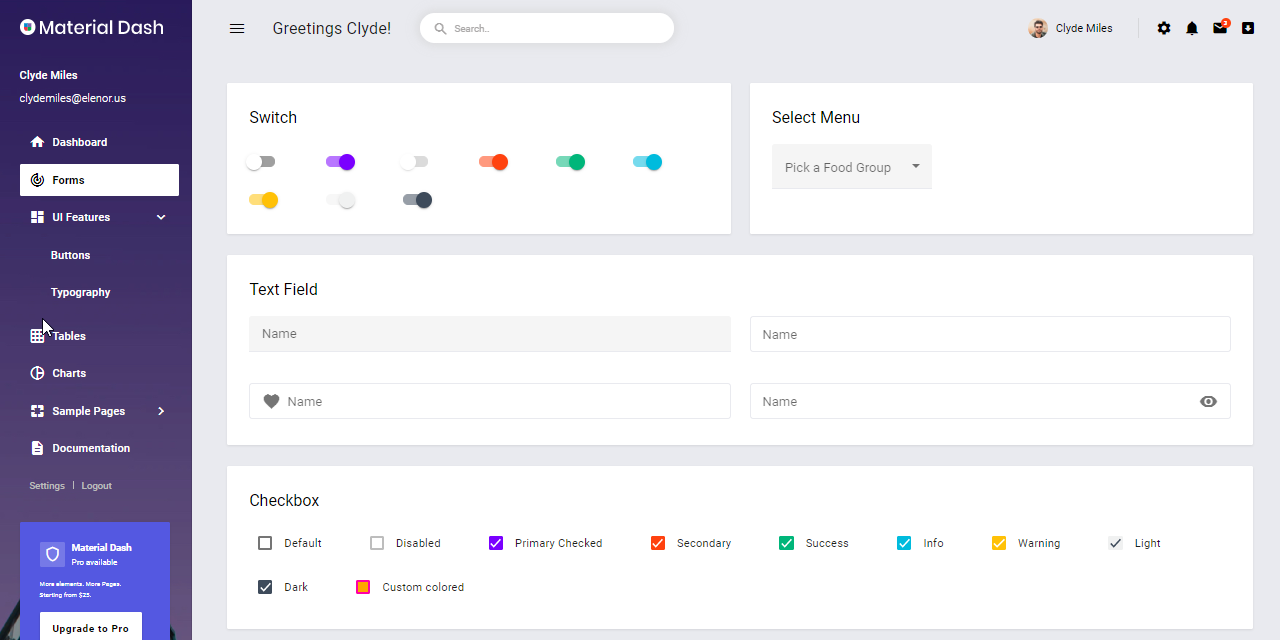 Material Dash
Clyde Miles
clydemiles@elenor.us
Dashboard
Forms
UI Features
Buttons
Typography
Tables
Charts
Sample Pages
Documentation
Settings | Logout
Material Dash
Pro available
More elements. More Pages.
Starting from $25.
Upgrade to Pro
Greetings Clyde!
Search..
Clyde Miles
2
Switch
Select Menu
Pick a Food Group
Text Field
Name
Name
Name
Name
Checkbox
Default
Disabled
Primary Checked
Secondary
Success
Info
Warning
Light
Dark
Custom colored